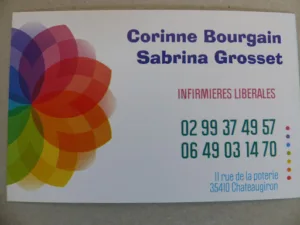 Corinne Bourgain
Sabrina Grosset
INFIRMIERES LIBERALES
02 99 37 49 57
06 49 03 14 70
11 rue de la poterie
35410 Chateaugiron